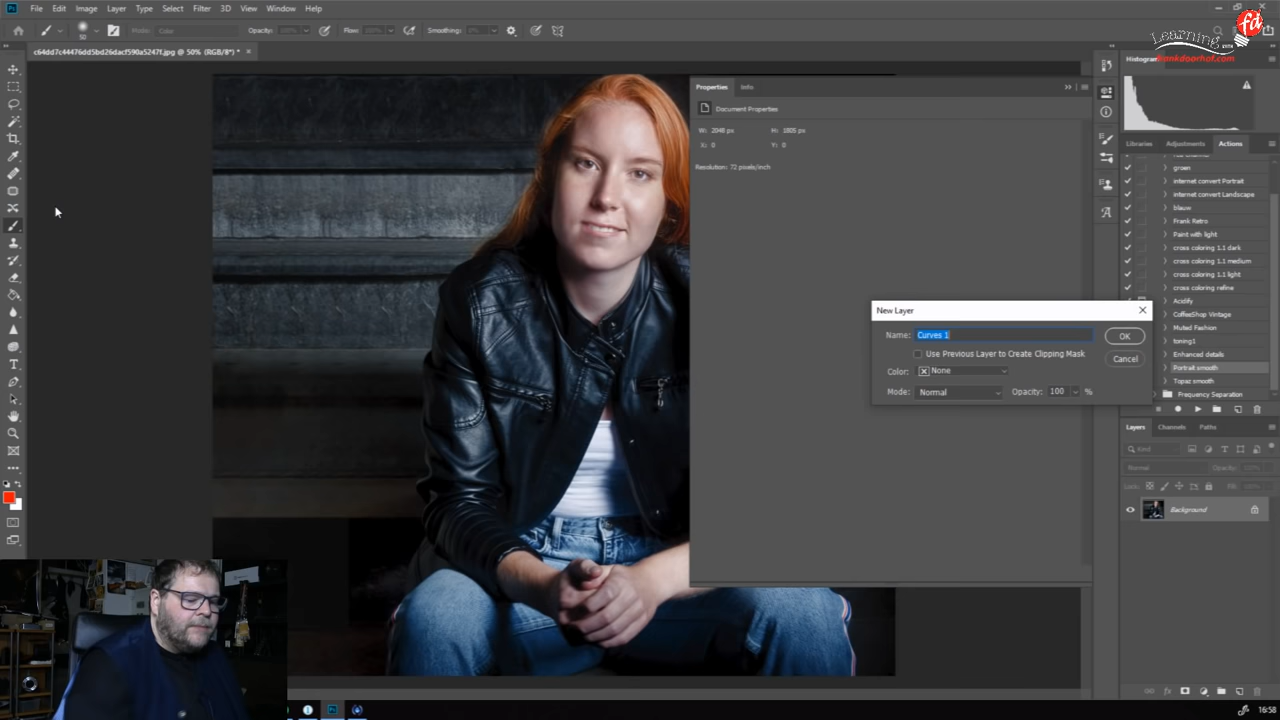 File Edit Image Layer Type Select Filter 3D View Window Help
Mode: Color Opacity: Flow: Smoothing: 0%
50
c64dd7c44476dd5bd26dacf590a5247f.jpg @ 50% (RGB/8*) * ×
Learning with
frankdoorhof.com
fd
Properties Info
Document Properties
W: 2048 px H: 1805 px
X: 0 Y: 0
Resolution: 72 pixels/inch
Histogram
Libraries Adjustments Actions
groen
internet convert Portrait
internet convert Landscape
blauw
Frank Retro
Paint with light
cross coloring 1.1 dark
cross coloring 1.1 medium
cross coloring 1.1 light
cross coloring refine
Acidify
CoffeeShop Vintage
Muted Fashion
toning1
Enhanced details
Portrait smooth
Topaz smooth
Frequency Separation
New Layer
Name: Curves 1
OK
Use Previous Layer to Create Clipping Mask
Cancel
Color: None
Mode: Normal Opacity: 100 %
Layers Channels Paths
Kind
Normal Opacity:
Lock: Fill:
Background
16:58